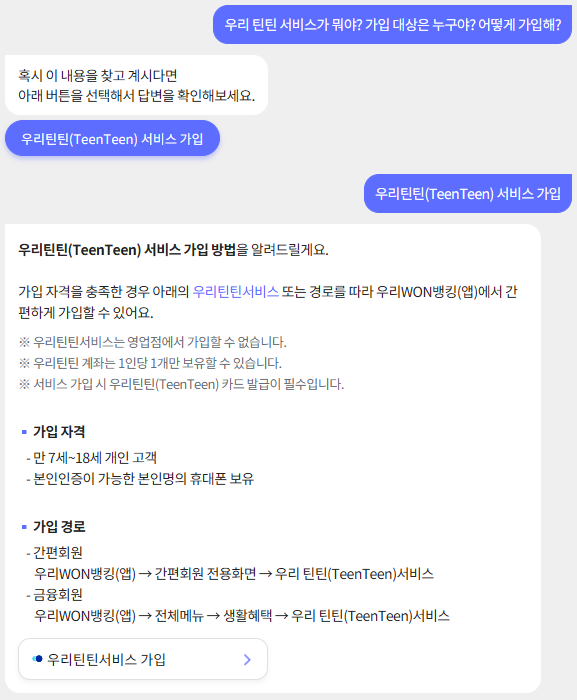 우리 틴틴 서비스가 뭐야? 가입 대상은 누구야? 어떻게 가입해?
혹시 이 내용을 찾고 계시다면
아래 버튼을 선택해서 답변을 확인해보세요.
우리틴틴(TeenTeen) 서비스 가입
우리틴틴(TeenTeen) 서비스 가입
우리틴틴(TeenTeen) 서비스 가입 방법을 알려드릴게요.
가입 자격을 충족한 경우 아래의 우리틴틴서비스 또는 경로를 따라 우리WON뱅킹(앱)에서 간
편하게 가입할 수 있어요.
※ 우리틴틴서비스는 영업점에서 가입할 수 없습니다.
※ 우리틴틴 계좌는 1인당 1개만 보유할 수 있습니다.
※ 서비스 가입 시 우리틴틴(TeenTeen) 카드 발급이 필수입니다.
▪ 가입 자격
- 만 7세~18세 개인 고객
- 본인인증이 가능한 본인명의 휴대폰 보유
▪ 가입 경로
- 간편회원
우리WON뱅킹(앱) → 간편회원 전용화면 → 우리 틴틴(TeenTeen)서비스
- 금융회원
우리WON뱅킹(앱) → 전체메뉴 → 생활혜택 → 우리 틴틴(TeenTeen)서비스
우리틴틴서비스 가입